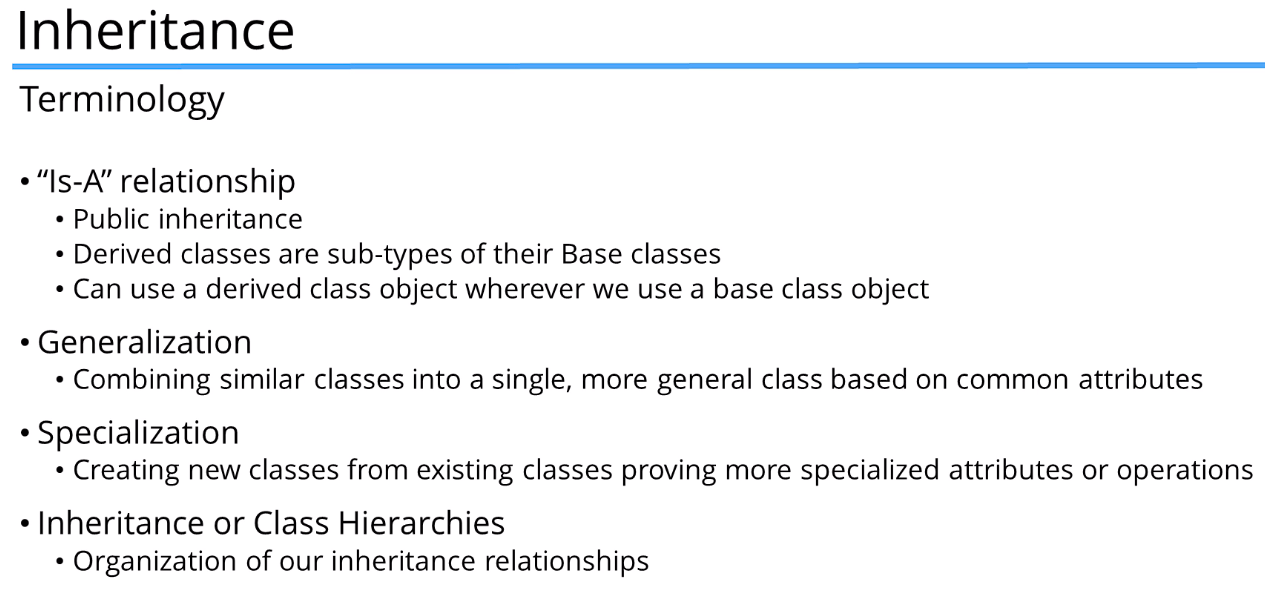 Inheritance
Terminology
• “Is-A” relationship
• Public inheritance
• Derived classes are sub-types of their Base classes
• Can use a derived class object wherever we use a base class object
• Generalization
• Combining similar classes into a single, more general class based on common attributes
• Specialization
• Creating new classes from existing classes proving more specialized attributes or operations
• Inheritance or Class Hierarchies
• Organization of our inheritance relationships